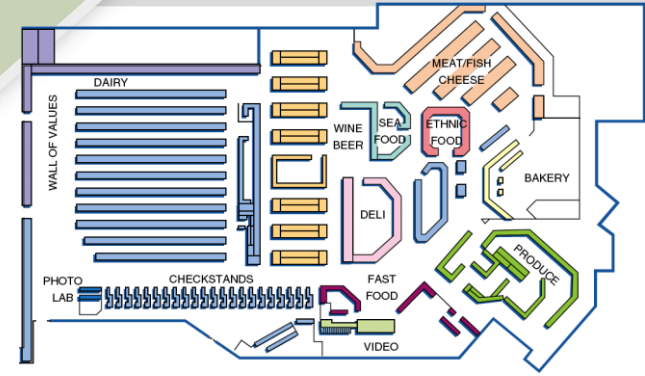 DAIRY
WALL OF VALUES
WINE
BEER
SEA
FOOD
ETHNIC
FOOD
MEAT/FISH
CHEESE
BAKERY
DELI
PRODUCE
PHOTO
LAB
CHECKSTANDS
FAST
FOOD
VIDEO